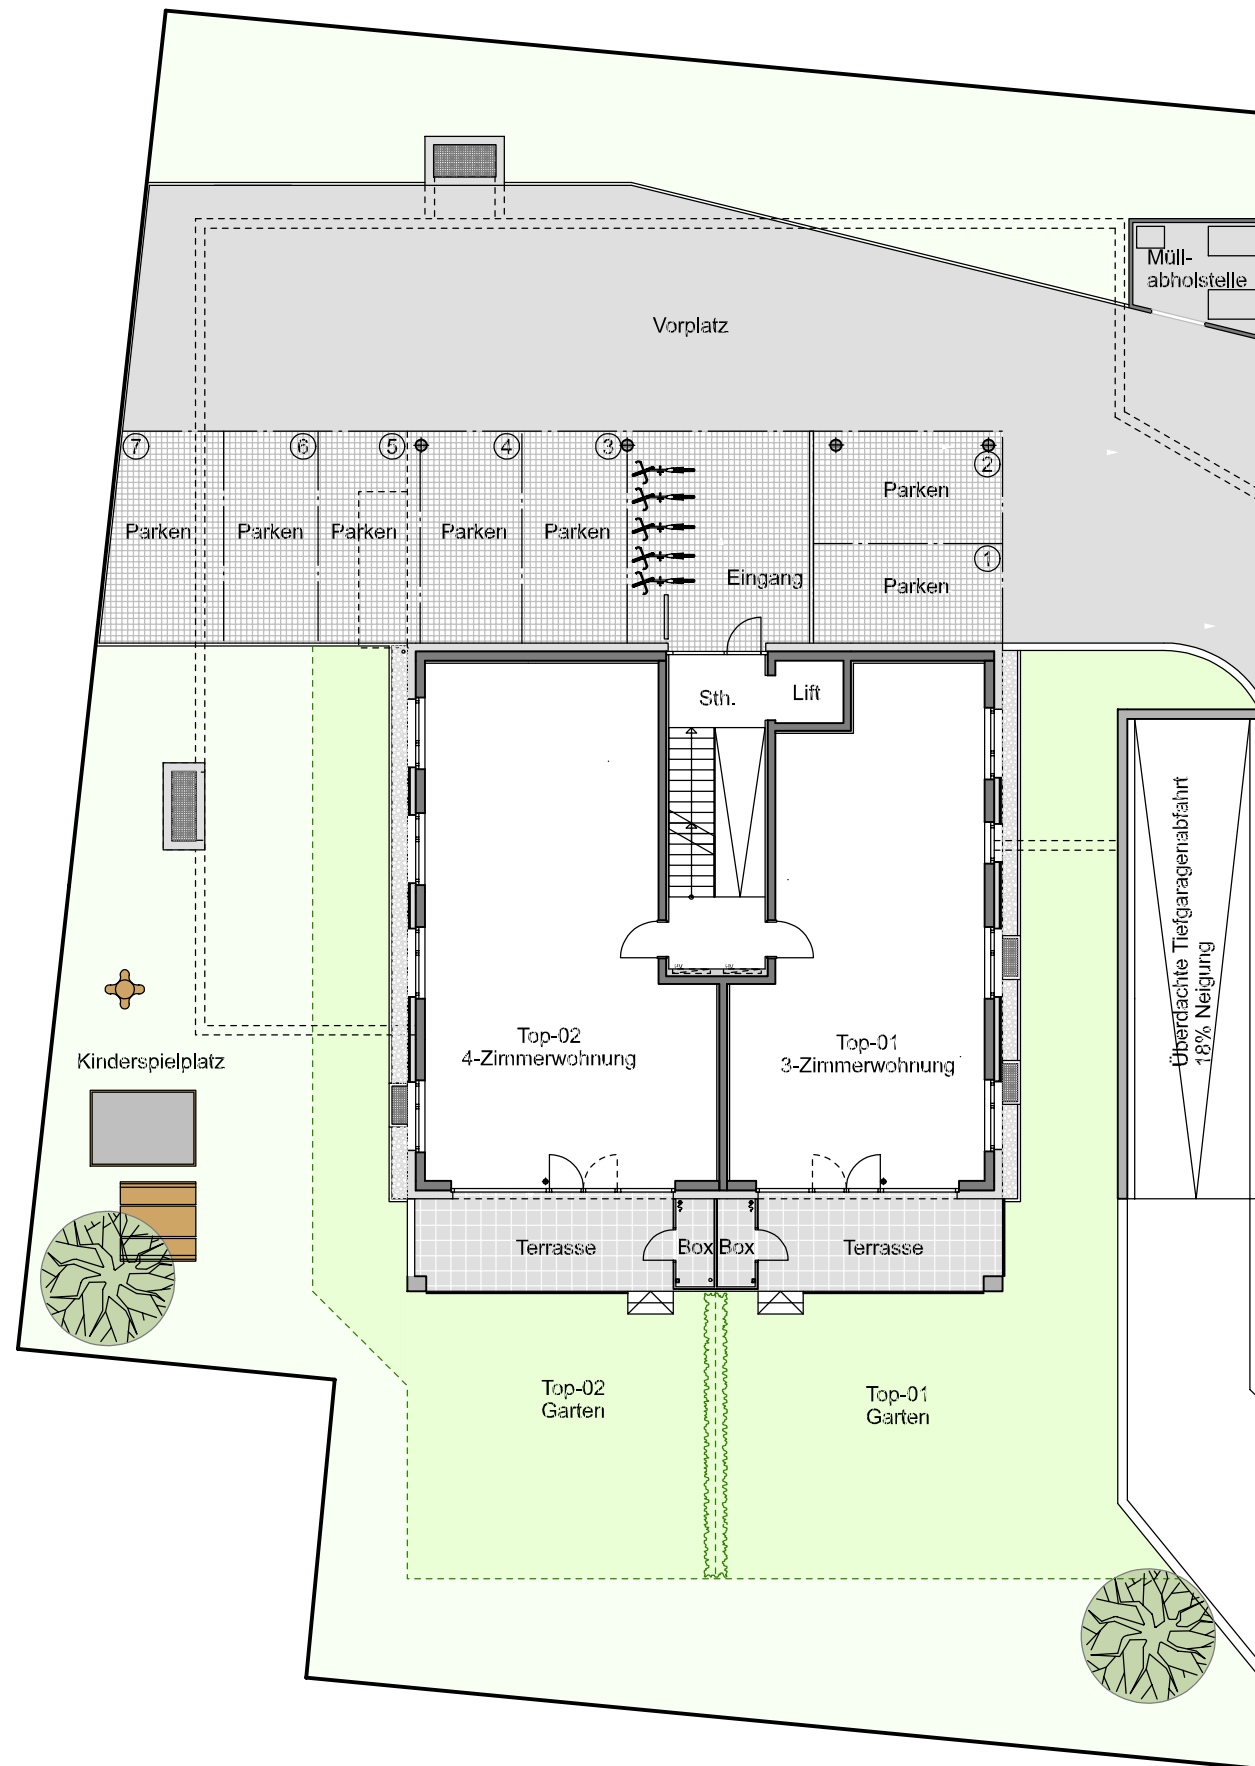 Müll-
abholstelle
Vorplatz
7
6
5
4
3
2
Parken
Parken
Parken
Parken
Parken
Parken
1
Eingang
Parken
Sth.
Lift
Überdachte Tiefgaragenabfahrt
18% Neigung
Top-02
4-Zimmerwohnung
Top-01
3-Zimmerwohnung
Kinderspielplatz
Terrasse
Box
Box
Terrasse
Top-02
Garten
Top-01
Garten